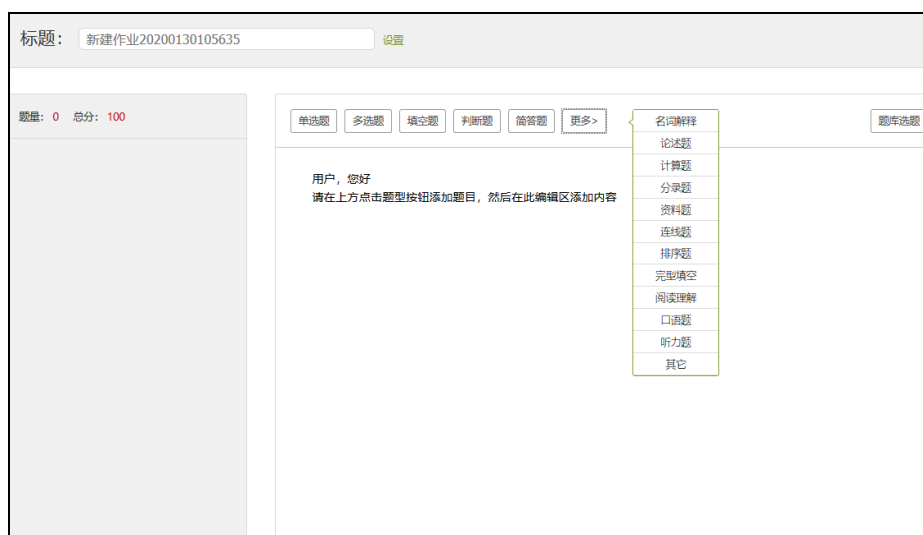 标题： 新建作业20200130105635 设置
题量：0 总分：100
单选题 多选题 填空题 判断题 简答题 更多> 题库选题
名词解释
论述题
计算题
分录题
资料题
连线题
排序题
完型填空
阅读理解
口语题
听力题
其它
用户，您好
请在上方点击题型按钮添加题目，然后在此编辑区添加内容